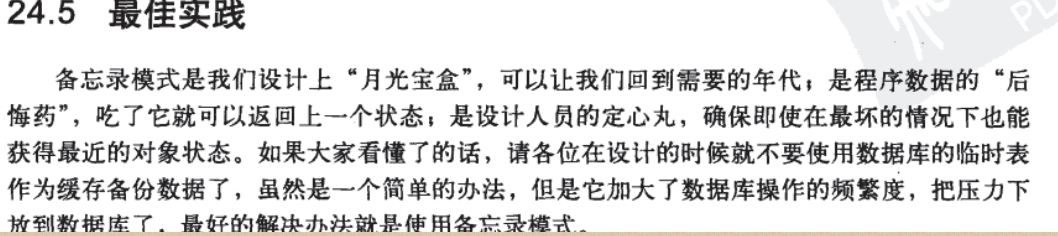 24.5 最佳实践
备忘录模式是我们设计上“月光宝盒”，可以让我们回到需要的年代；是程序数据的“后
悔药”，吃了它就可以返回上一个状态；是设计人员的定心丸，确保即使在最坏的情况下也能
获得最近的对象状态。如果大家看懂了的话，请各位在设计的时候就不要使用数据库的临时表
作为缓存备份数据了，虽然是一个简单的办法，但是它加大了数据库操作的频繁度，把压力下
放到数据库了，最好的解决办法就是使用备忘录模式。